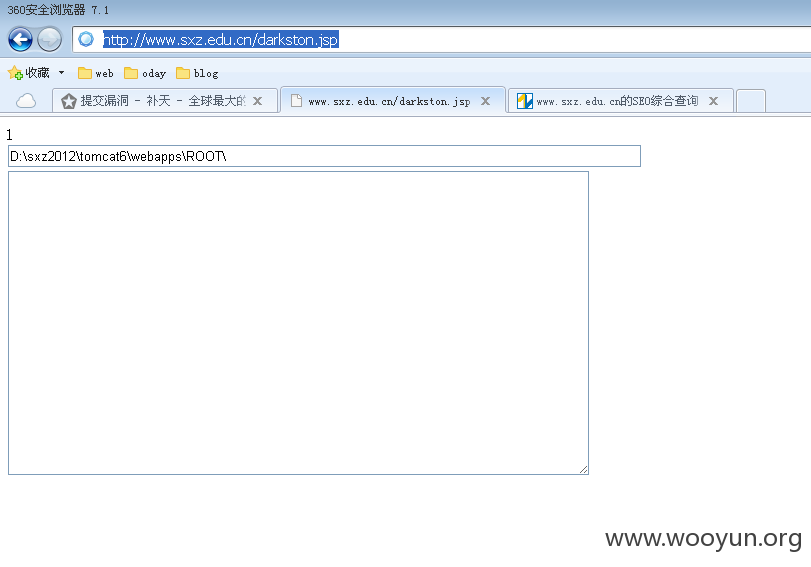 360安全浏览器 7.1
http://www.sxz.edu.cn/darkston.jsp
收藏 web oday blog
提交漏洞 - 补天 - 全球最大的 www.sxz.edu.cn/darkston.jsp www.sxz.edu.cn的SEO综合查询
1
D:\sxz2012\tomcat6\webapps\ROOT\
www.wooyun.org